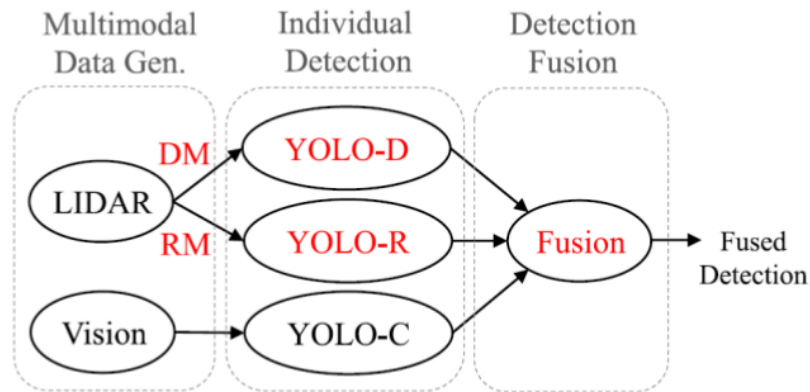 Multimodal
Data Gen.
Individual
Detection
Detection
Fusion
DM
YOLO-D
LIDAR
RM
YOLO-R
Fusion
Fused
Detection
Vision
YOLO-C